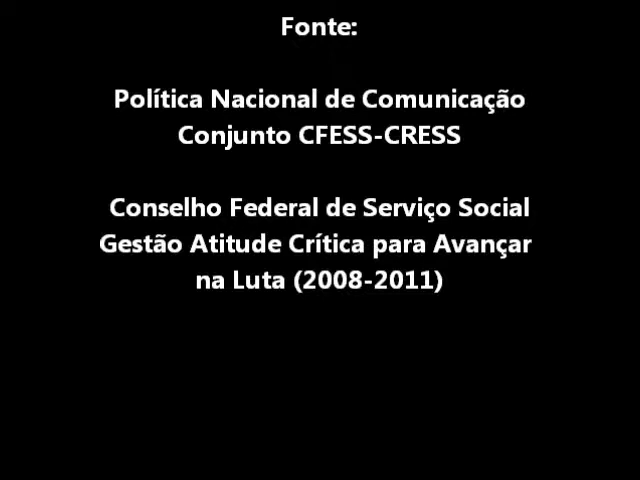 Fonte:
Política Nacional de Comunicação
Conjunto CFESS-CRESS
Conselho Federal de Serviço Social
Gestão Atitude Crítica para Avançar
na Luta (2008-2011)